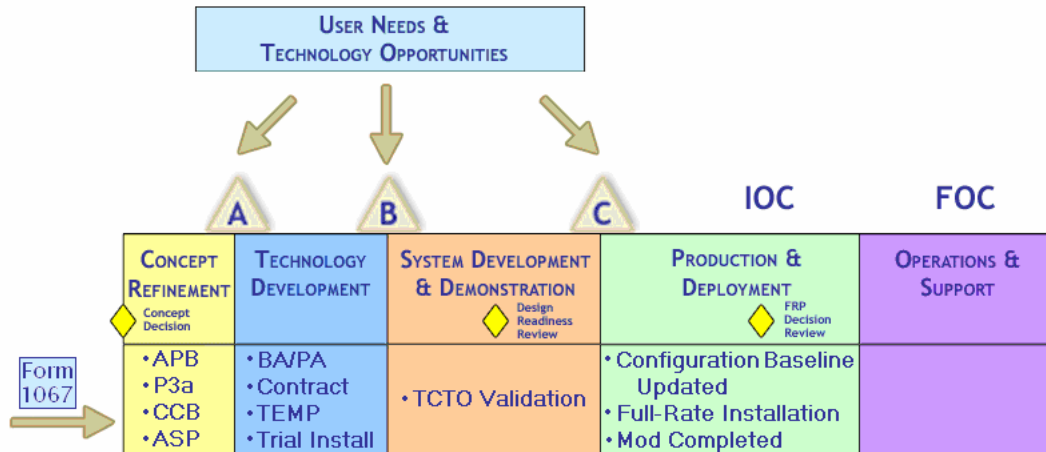 USER NEEDS &
TECHNOLOGY OPPORTUNITIES
A
B
C
IOC
FOC
CONCEPT
REFINEMENT
Concept
Decision
TECHNOLOGY
DEVELOPMENT
SYSTEM DEVELOPMENT
& DEMONSTRATION
Design
Readiness
Review
PRODUCTION &
DEPLOYMENT
FRP
Decision
Review
OPERATIONS &
SUPPORT
Form
1067
• APB
• P3a
• CCB
• ASP
• BA/PA
• Contract
• TEMP
• Trial Install
• TCTO Validation
• Configuration Baseline
Updated
• Full-Rate Installation
• Mod Completed